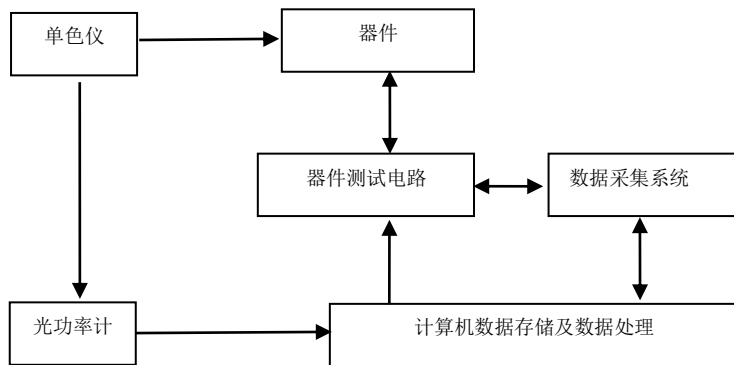 单色仪
器件
器件测试电路
数据采集系统
光功率计
计算机数据存储及数据处理